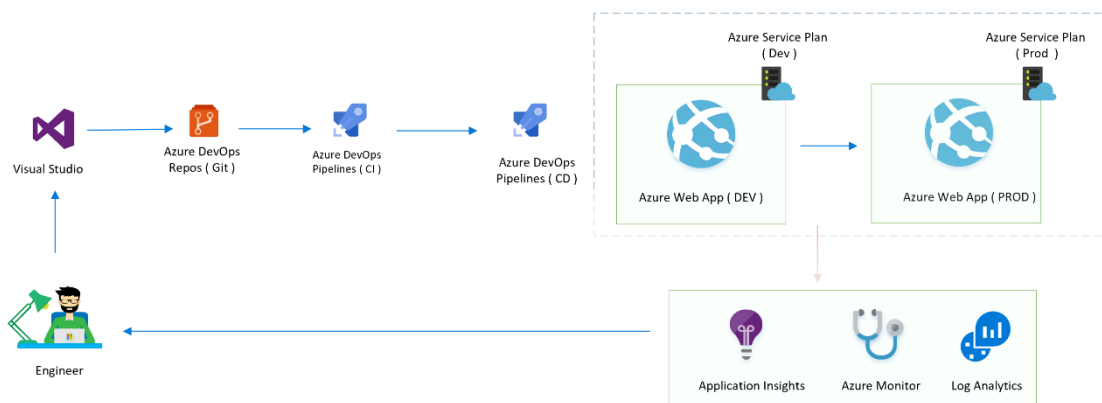 Azure Service Plan
( Dev )
Azure Service Plan
( Prod )
Visual Studio
Azure DevOps
Repos ( Git )
Azure DevOps
Pipelines ( CI )
Azure DevOps
Pipelines ( CD )
Azure Web App ( DEV )
Azure Web App ( PROD )
Engineer
Application Insights
Azure Monitor
Log Analytics